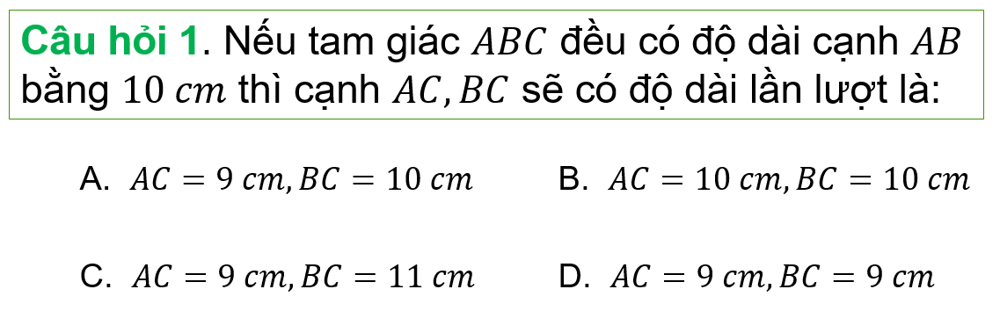 Câu hỏi 1. Nếu tam giác ABC đều có độ dài cạnh AB
bằng 10 cm thì cạnh AC, BC sẽ có độ dài lần lượt là:
A. AC = 9 cm, BC = 10 cm
B. AC = 10 cm, BC = 10 cm
C. AC = 9 cm, BC = 11 cm
D. AC = 9 cm, BC = 9 cm